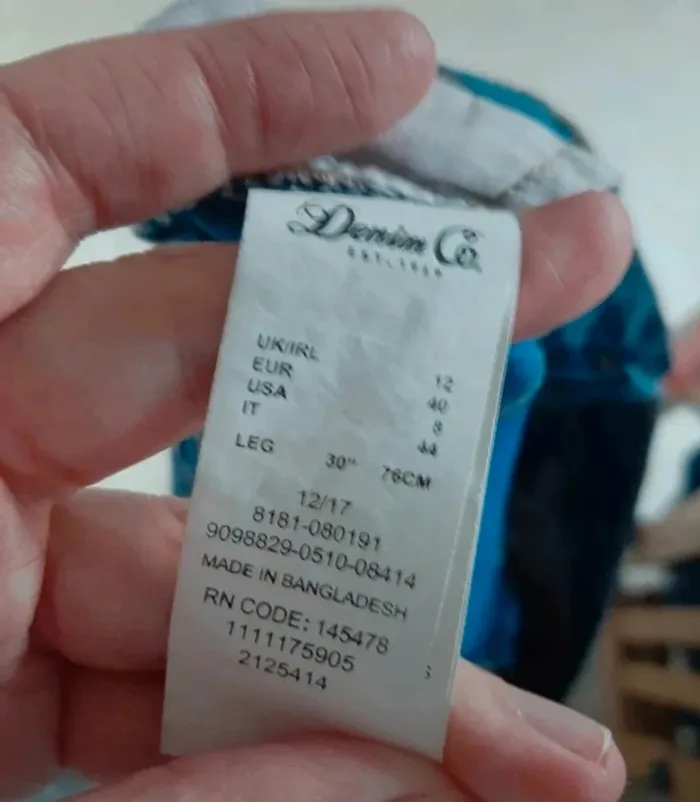 Denim Co.
EST. 1969
UK/IRL 12
EUR 40
USA 8
IT 44
LEG 30" 76CM
12/17
8181-080191
9098829-0510-08414
MADE IN BANGLADESH
RN CODE: 145478
1111175905
2125414